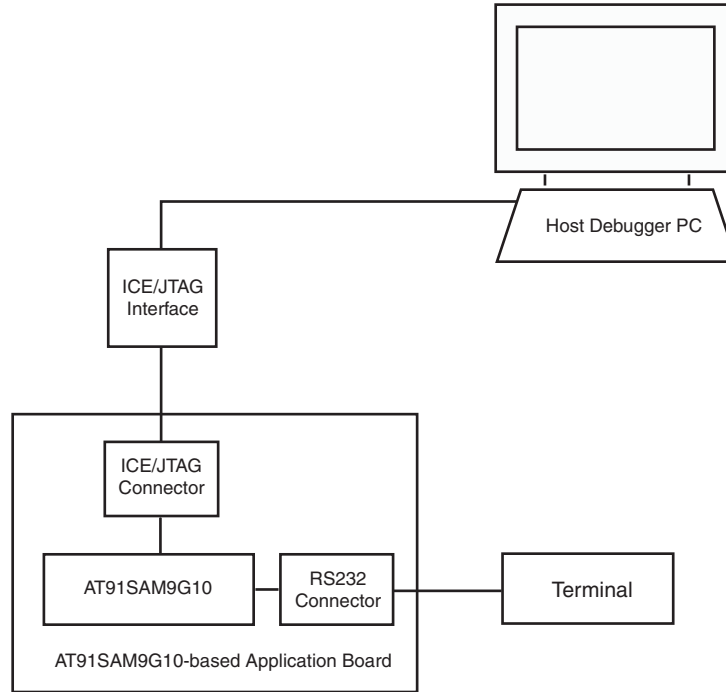 Host Debugger PC
ICE/JTAG
Interface
ICE/JTAG
Connector
AT91SAM9G10
RS232
Connector
Terminal
AT91SAM9G10-based Application Board